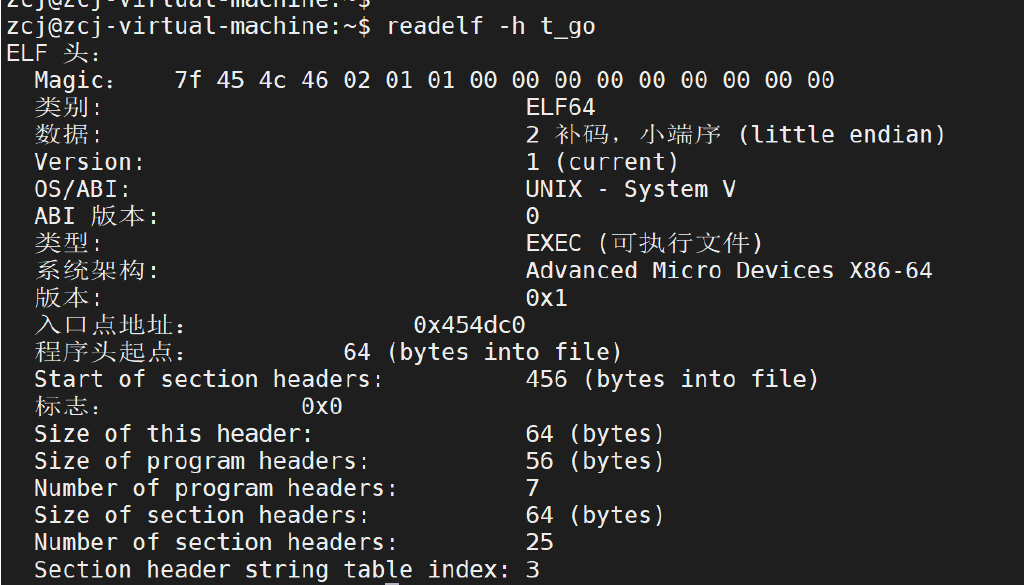 zcj@zcj-virtual-machine:~$
zcj@zcj-virtual-machine:~$ readelf -h t_go
ELF 头：
Magic： 7f 45 4c 46 02 01 01 00 00 00 00 00 00 00 00 00
类别: ELF64
数据: 2 补码，小端序 (little endian)
Version: 1 (current)
OS/ABI: UNIX - System V
ABI 版本: 0
类型: EXEC (可执行文件)
系统架构: Advanced Micro Devices X86-64
版本: 0x1
入口点地址： 0x454dc0
程序头起点： 64 (bytes into file)
Start of section headers: 456 (bytes into file)
标志： 0x0
Size of this header: 64 (bytes)
Size of program headers: 56 (bytes)
Number of program headers: 7
Size of section headers: 64 (bytes)
Number of section headers: 25
Section header string table index: 3